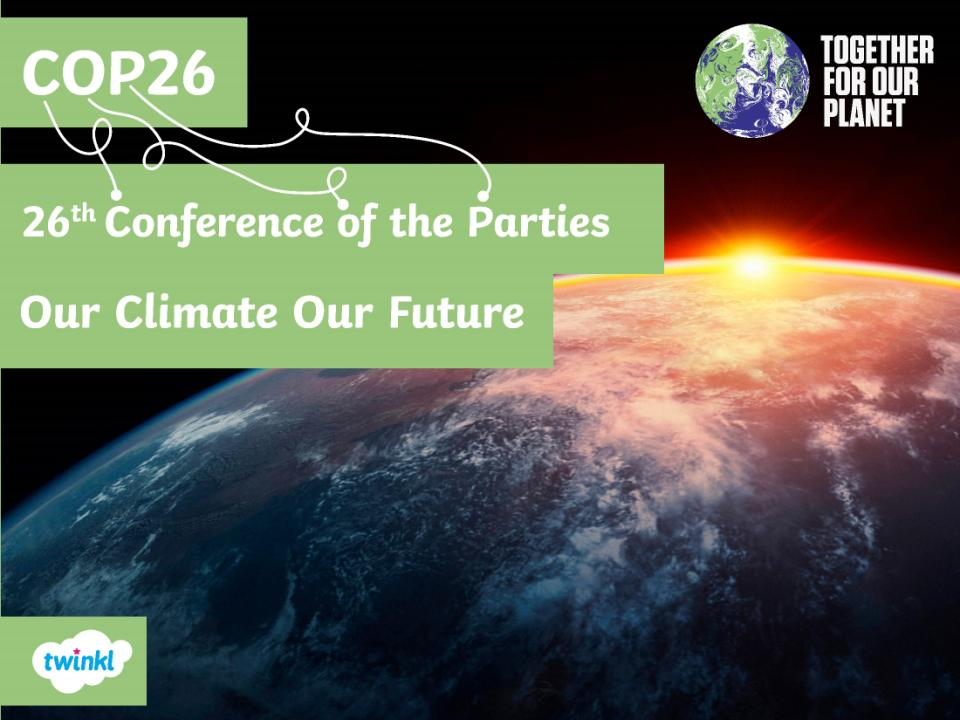 COP26
TOGETHER
FOR OUR
PLANET
26th Conference of the Parties
Our Climate Our Future
twinkl